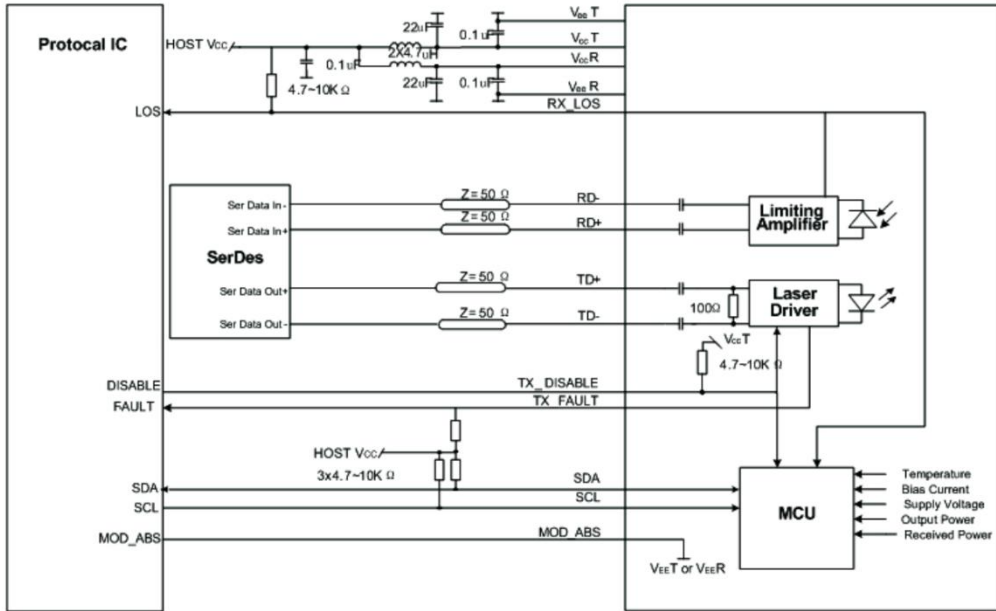 Protocal IC
HOST Vcc
22uF
0.1uF
VeeT
VccT
0.1uF
2X4.7uH
VccR
4.7~10K Ω
22uF
0.1uF
VeeR
LOS
RX_LOS
Z= 50 Ω
Ser Data In-
RD-
Z= 50 Ω
Ser Data In+
RD+
Limiting
Amplifier
SerDes
Z= 50 Ω
Ser Data Out+
TD+
100Ω
Laser
Driver
Z= 50 Ω
Ser Data Out-
TD-
VccT
4.7~10K Ω
DISABLE
TX_DISABLE
FAULT
TX_FAULT
HOST Vcc
3x4.7~10K Ω
SDA
SDA
SCL
SCL
MCU
Temperature
Bias Current
Supply Voltage
Output Power
Received Power
MOD_ABS
MOD_ABS
VEET or VEER